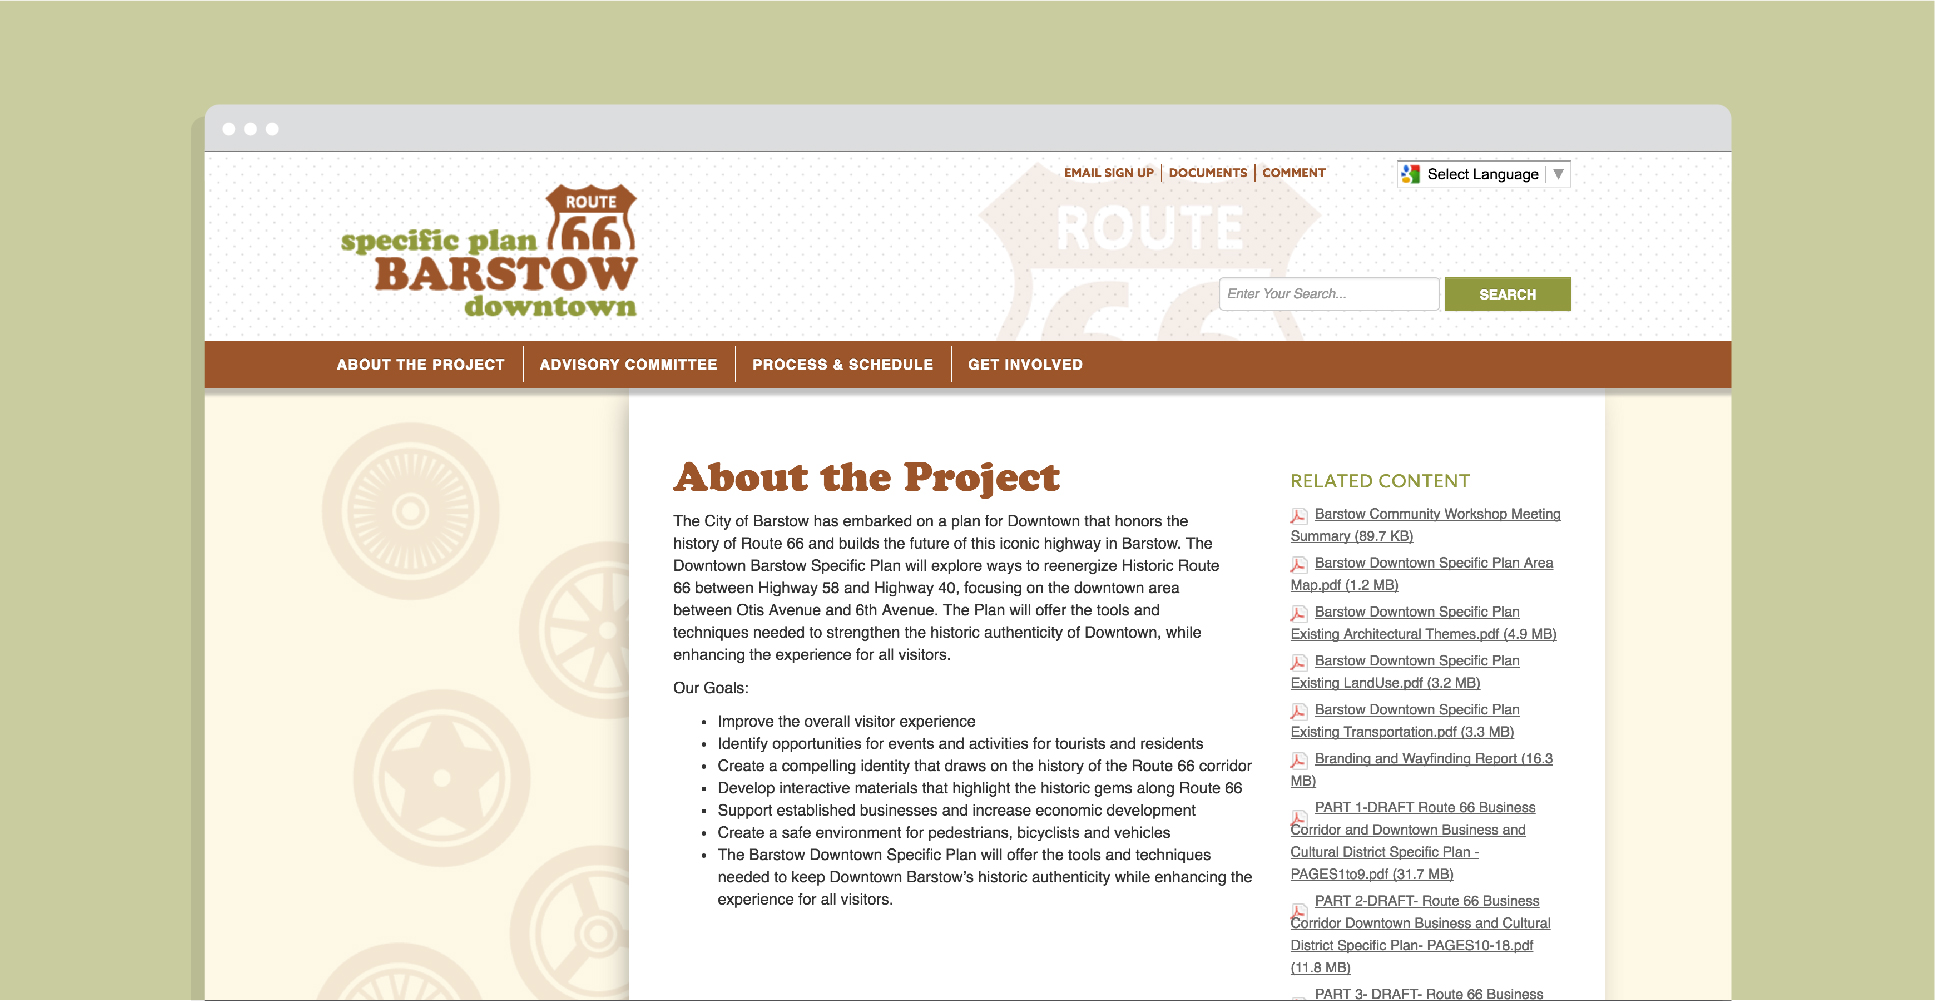 EMAIL SIGN UP | DOCUMENTS | COMMENT
Select Language ▼
ROUTE
66
specific plan
BARSTOW
downtown
ROUTE
66
Enter Your Search...
SEARCH
ABOUT THE PROJECT
ADVISORY COMMITTEE
PROCESS & SCHEDULE
GET INVOLVED
About the Project
The City of Barstow has embarked on a plan for Downtown that honors the
history of Route 66 and builds the future of this iconic highway in Barstow. The
Downtown Barstow Specific Plan will explore ways to reenergize Historic Route
66 between Highway 58 and Highway 40, focusing on the downtown area
between Otis Avenue and 6th Avenue. The Plan will offer the tools and
techniques needed to strengthen the historic authenticity of Downtown, while
enhancing the experience for all visitors.
Our Goals:
• Improve the overall visitor experience
• Identify opportunities for events and activities for tourists and residents
• Create a compelling identity that draws on the history of the Route 66 corridor
• Develop interactive materials that highlight the historic gems along Route 66
• Support established businesses and increase economic development
• Create a safe environment for pedestrians, bicyclists and vehicles
• The Barstow Downtown Specific Plan will offer the tools and techniques
needed to keep Downtown Barstow's historic authenticity while enhancing the
experience for all visitors.
RELATED CONTENT
Barstow Community Workshop Meeting
Summary (89.7 KB)
Barstow Downtown Specific Plan Area
Map.pdf (1.2 MB)
Barstow Downtown Specific Plan
Existing Architectural Themes.pdf (4.9 MB)
Barstow Downtown Specific Plan
Existing LandUse.pdf (3.2 MB)
Barstow Downtown Specific Plan
Existing Transportation.pdf (3.3 MB)
Branding and Wayfinding Report (16.3
MB)
PART 1-DRAFT Route 66 Business
Corridor and Downtown Business and
Cultural District Specific Plan -
PAGES1to9.pdf (31.7 MB)
PART 2-DRAFT- Route 66 Business
Corridor Downtown Business and Cultural
District Specific Plan- PAGES10-18.pdf
(11.8 MB)
PART 3- DRAFT- Route 66 Business